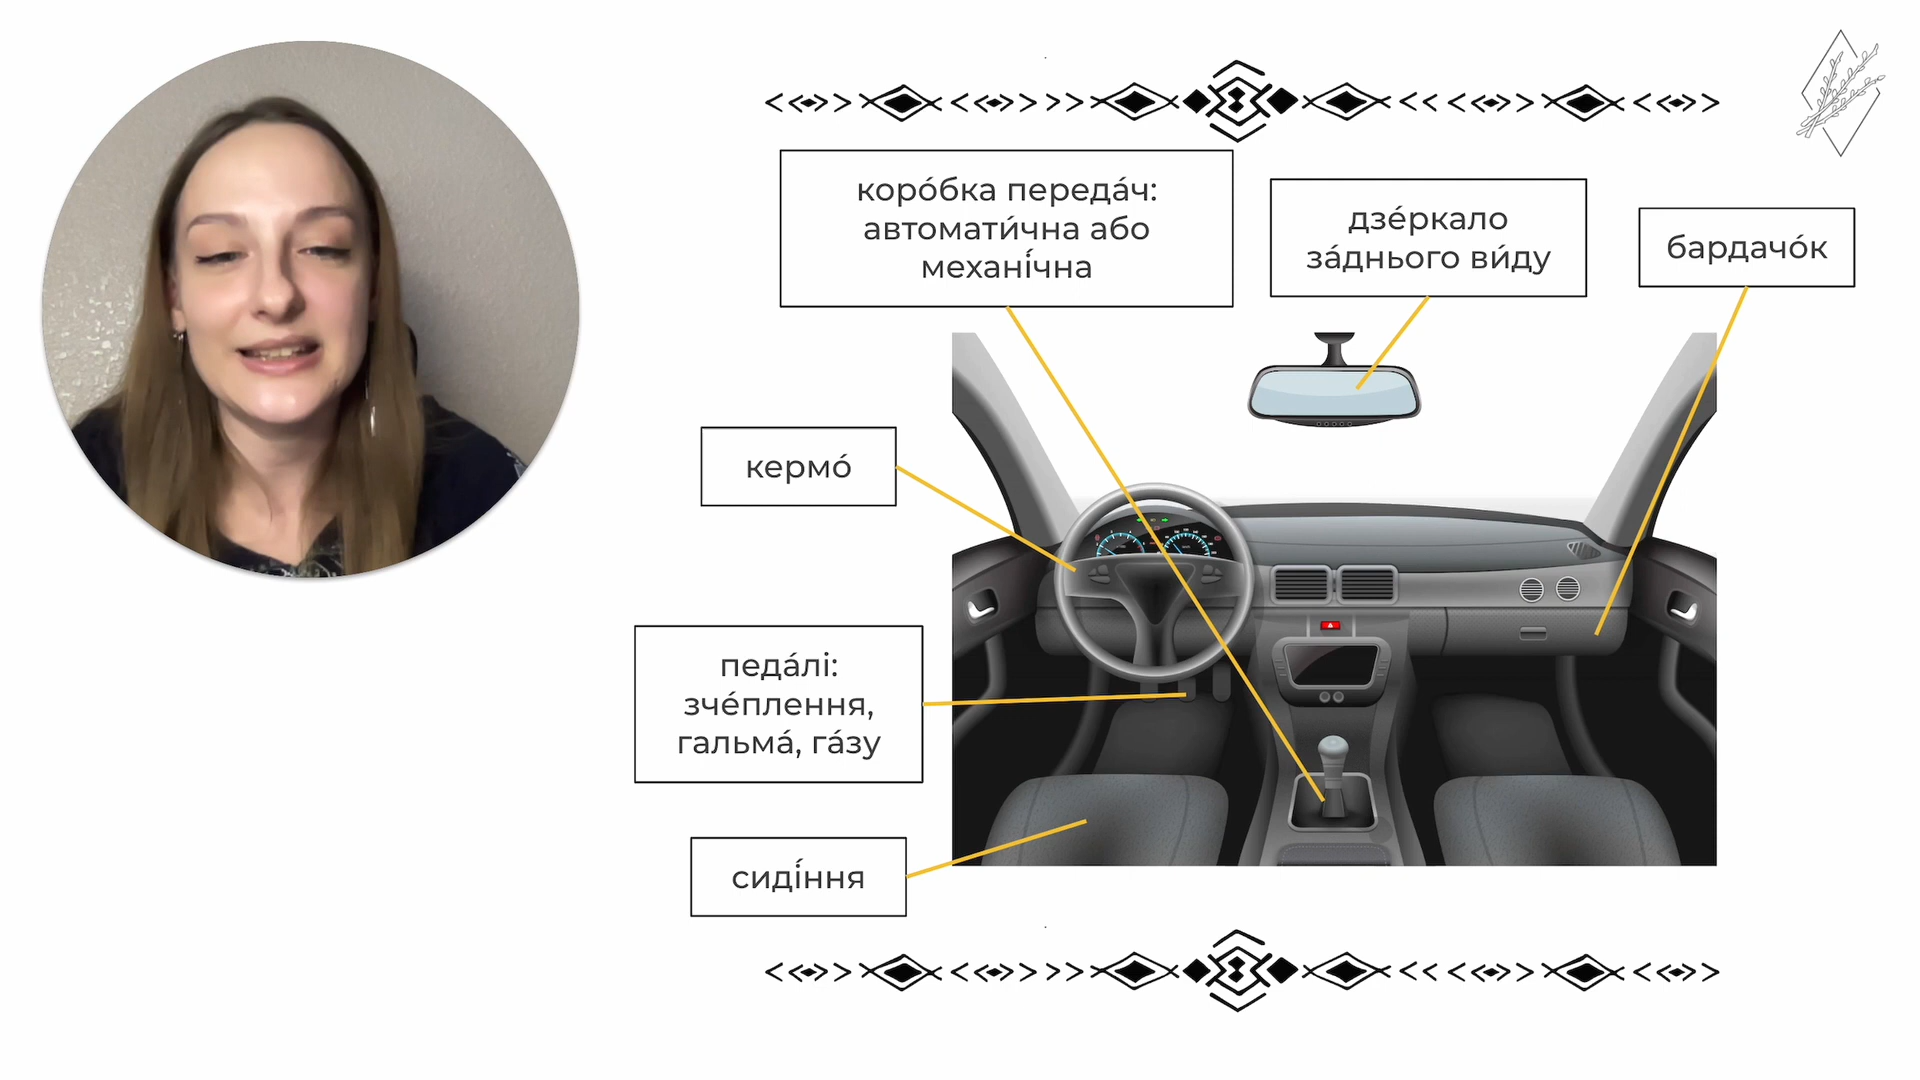 коро́бка переда́ч:
автомати́чна або
механі́чна
дзе́ркало
за́днього ви́ду
бардачо́к
кермо́
педа́лі:
зче́плення,
гальма́, га́зу
сиді́ння